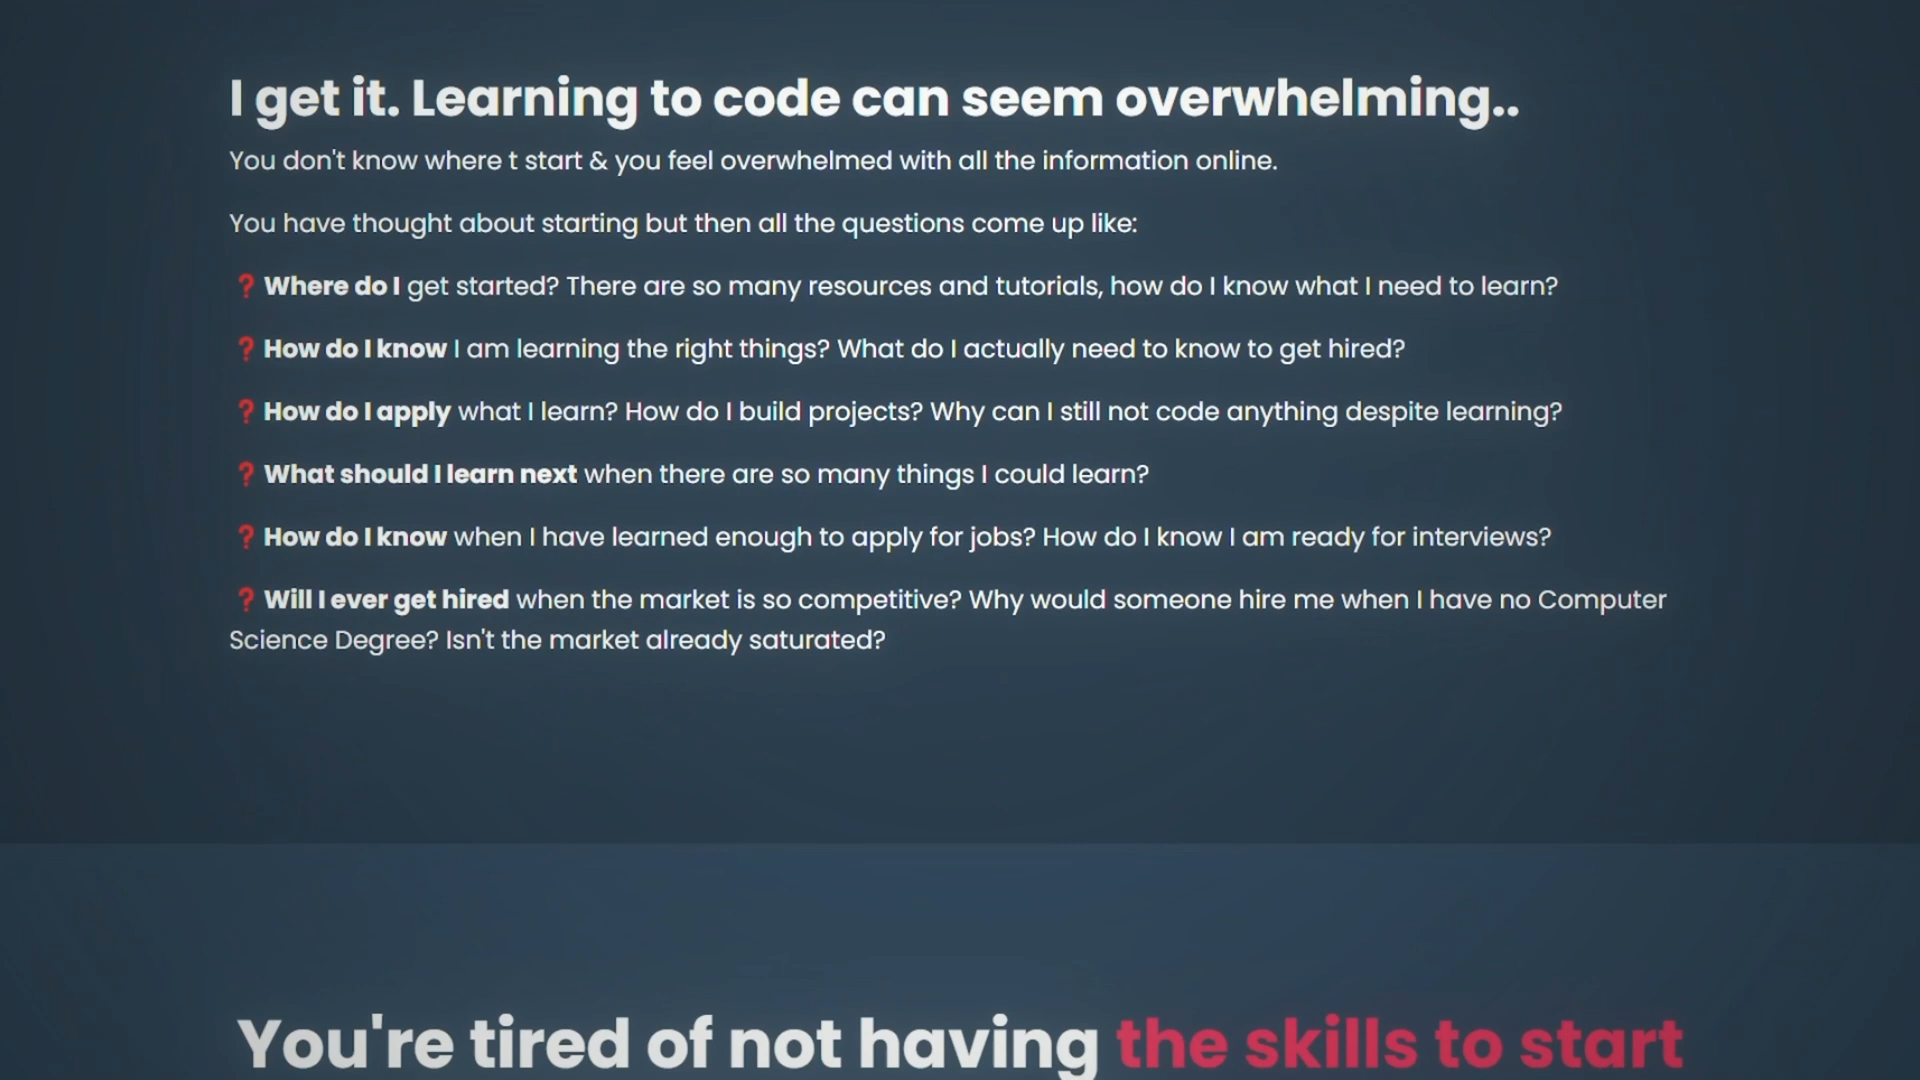 I get it. Learning to code can seem overwhelming..
You don't know where t start & you feel overwhelmed with all the information online.
You have thought about starting but then all the questions come up like:
❓ Where do I get started? There are so many resources and tutorials, how do I know what I need to learn?
❓ How do I know I am learning the right things? What do I actually need to know to get hired?
❓ How do I apply what I learn? How do I build projects? Why can I still not code anything despite learning?
❓ What should I learn next when there are so many things I could learn?
❓ How do I know when I have learned enough to apply for jobs? How do I know I am ready for interviews?
❓ Will I ever get hired when the market is so competitive? Why would someone hire me when I have no Computer
Science Degree? Isn't the market already saturated?
You're tired of not having the skills to start